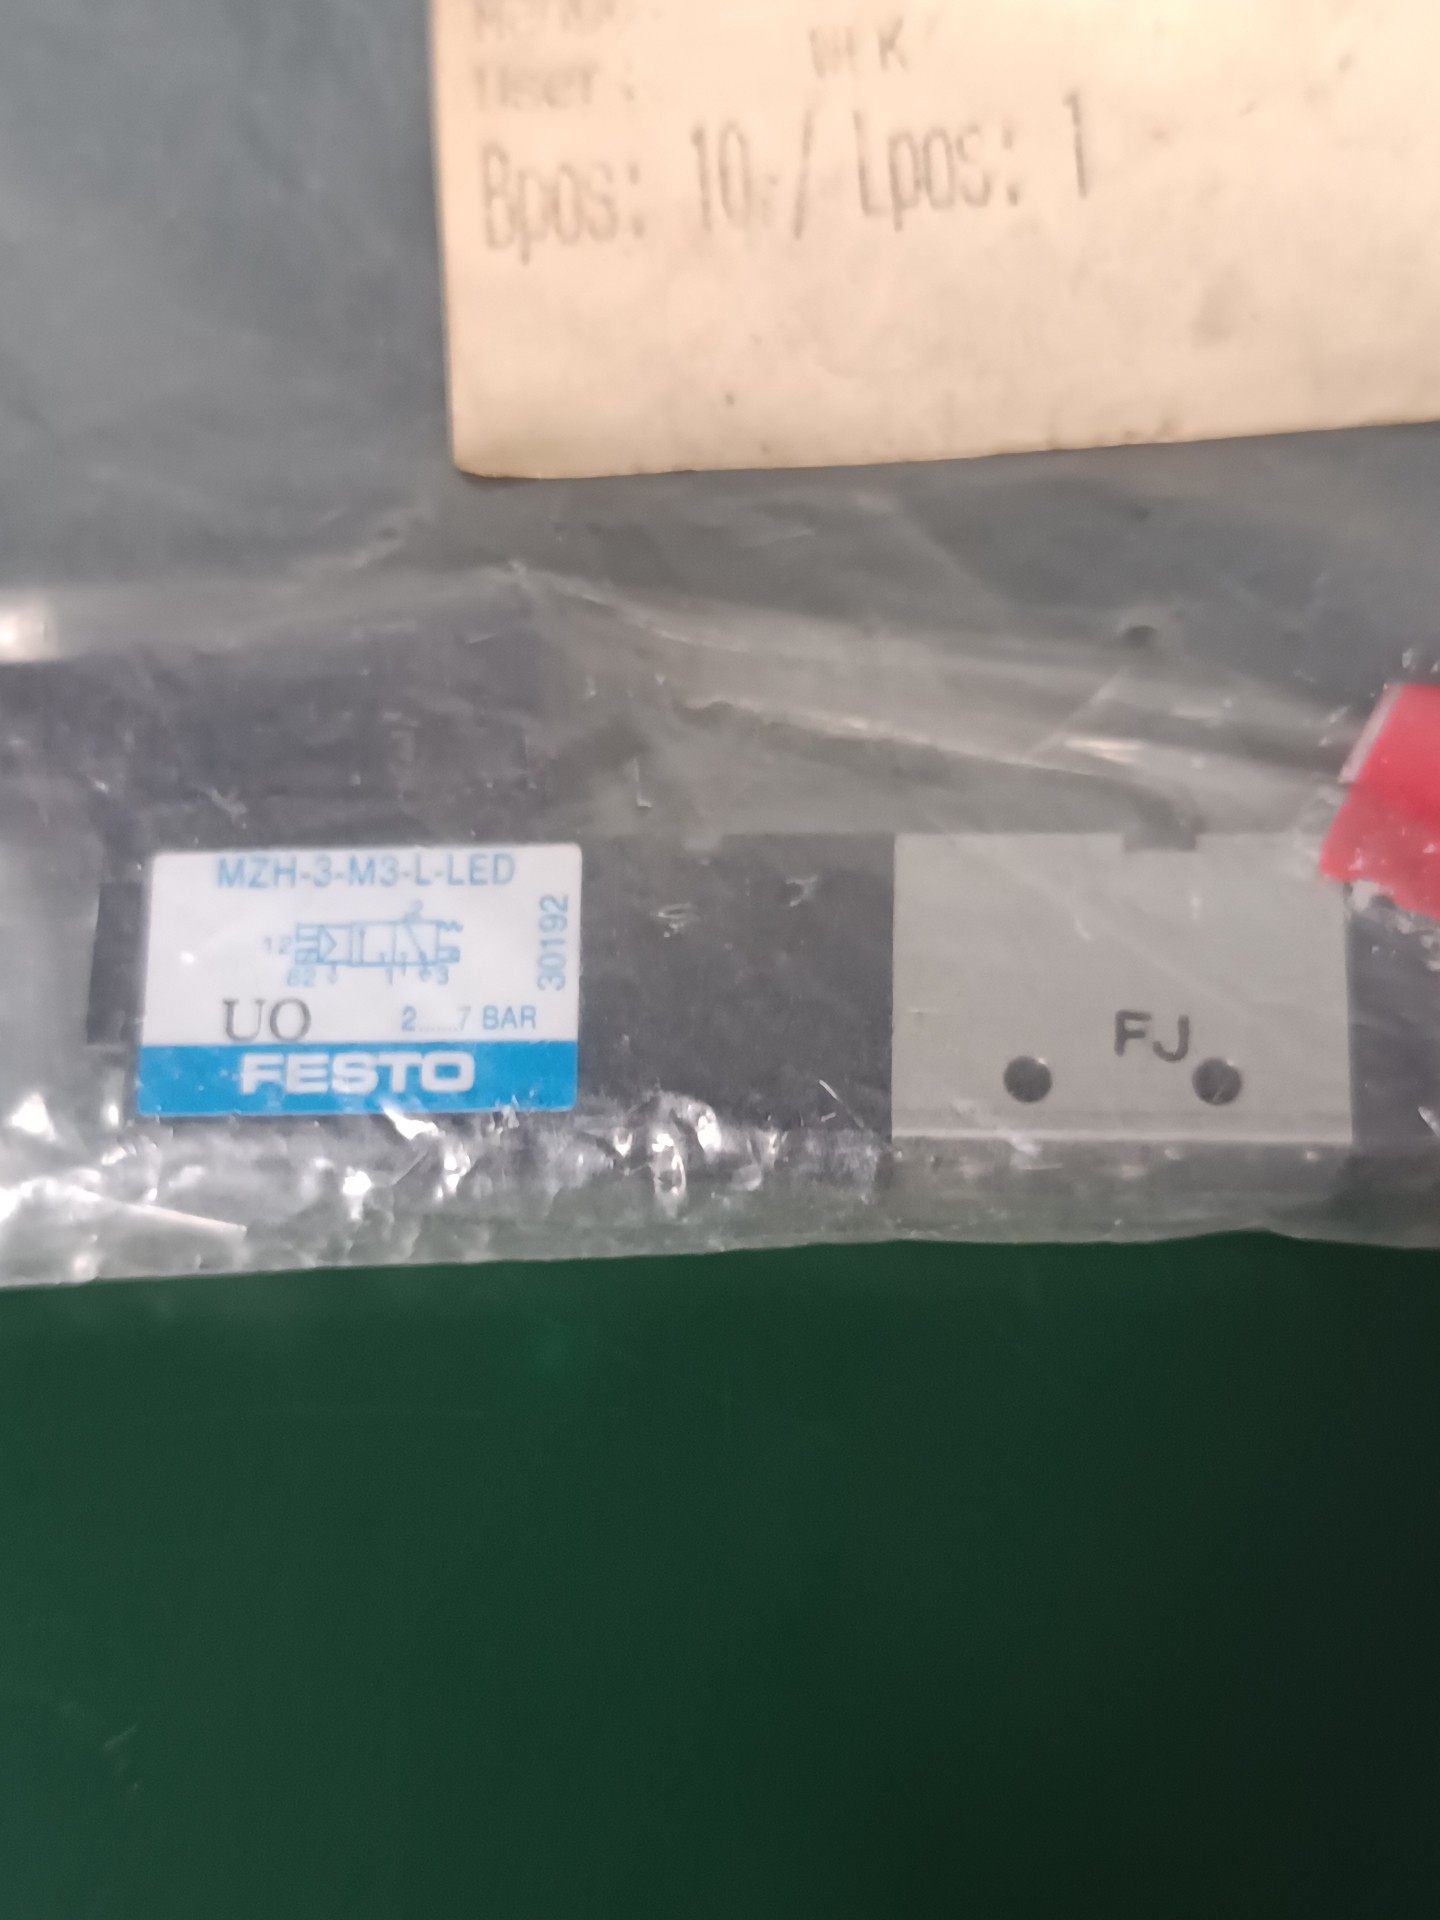 User :
Bpos: 10 / Lpos: 1
MZH-3-M3-L-LED
2
12
82 1 3
30192
UO 2......7 BAR
FESTO
FJ